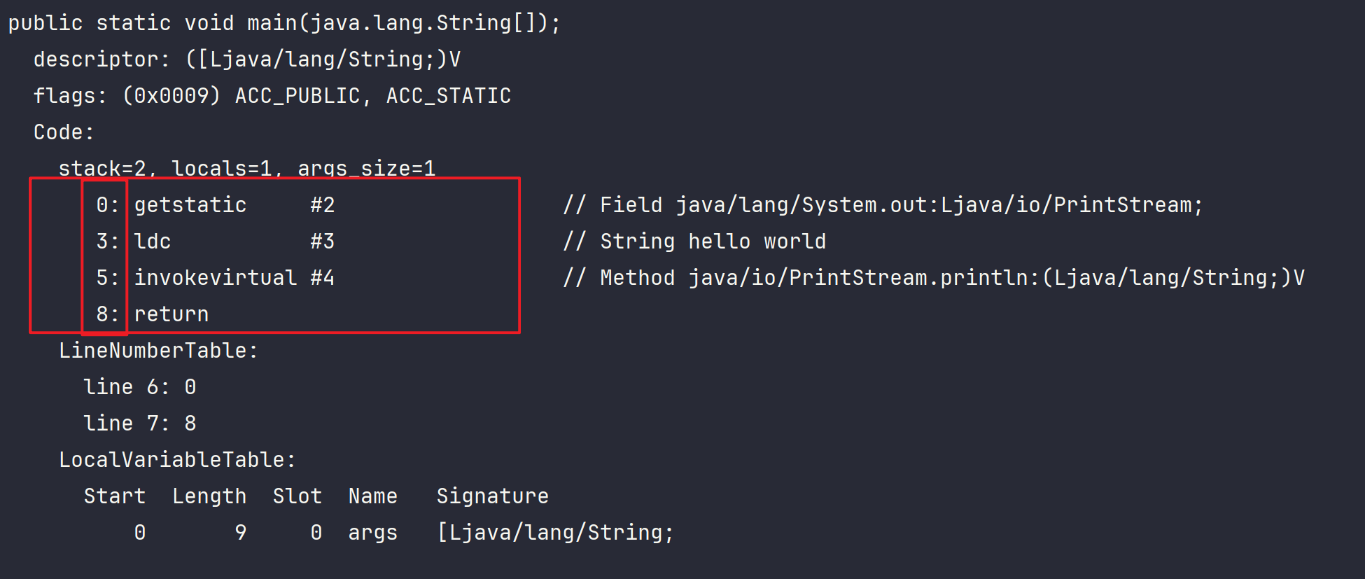 public static void main(java.lang.String[]);
descriptor: ([Ljava/lang/String;)V
flags: (0x0009) ACC_PUBLIC, ACC_STATIC
Code:
stack=2, locals=1, args_size=1
0: getstatic #2 // Field java/lang/System.out:Ljava/io/PrintStream;
3: ldc #3 // String hello world
5: invokevirtual #4 // Method java/io/PrintStream.println:(Ljava/lang/String;)V
8: return
LineNumberTable:
line 6: 0
line 7: 8
LocalVariableTable:
Start Length Slot Name Signature
0 9 0 args [Ljava/lang/String;